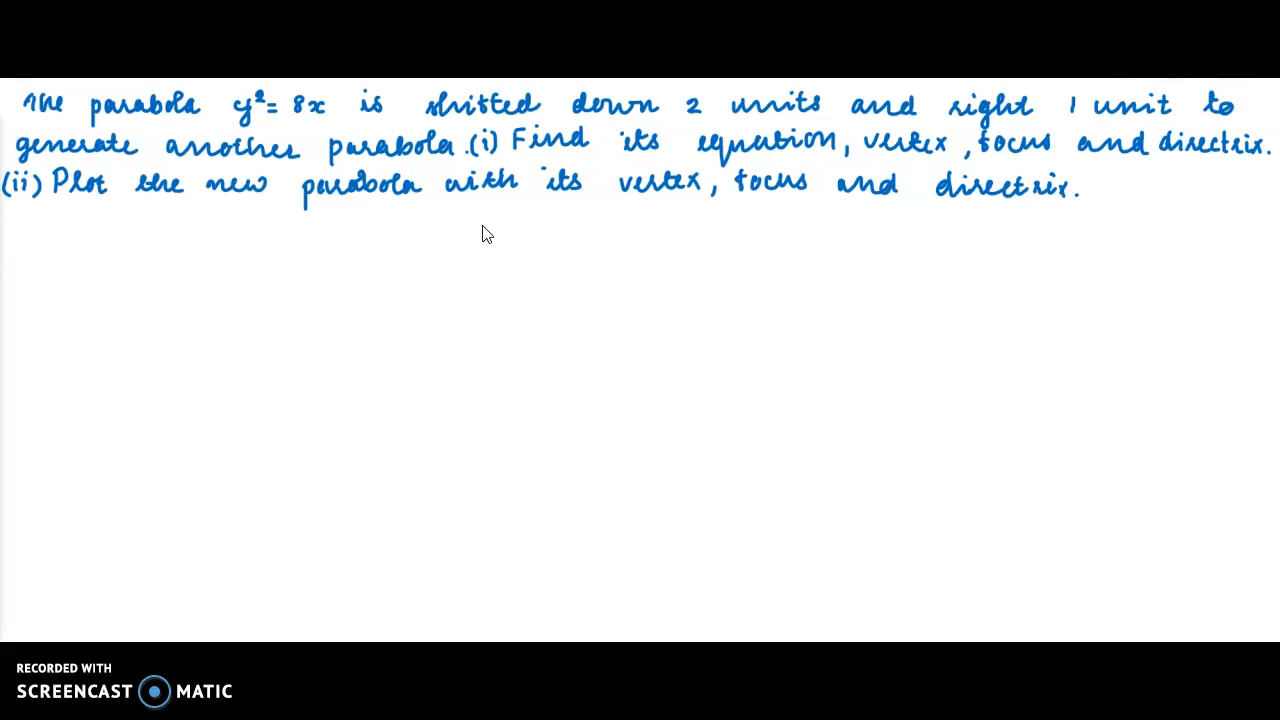 The parabola y² = 8x is shifted down 2 units and right 1 unit to
generate another parabola. (i) Find its equation, vertex, focus and directrix.
(ii) Plot the new parabola with its vertex, focus and directrix.
RECORDED WITH
SCREENCAST MATIC